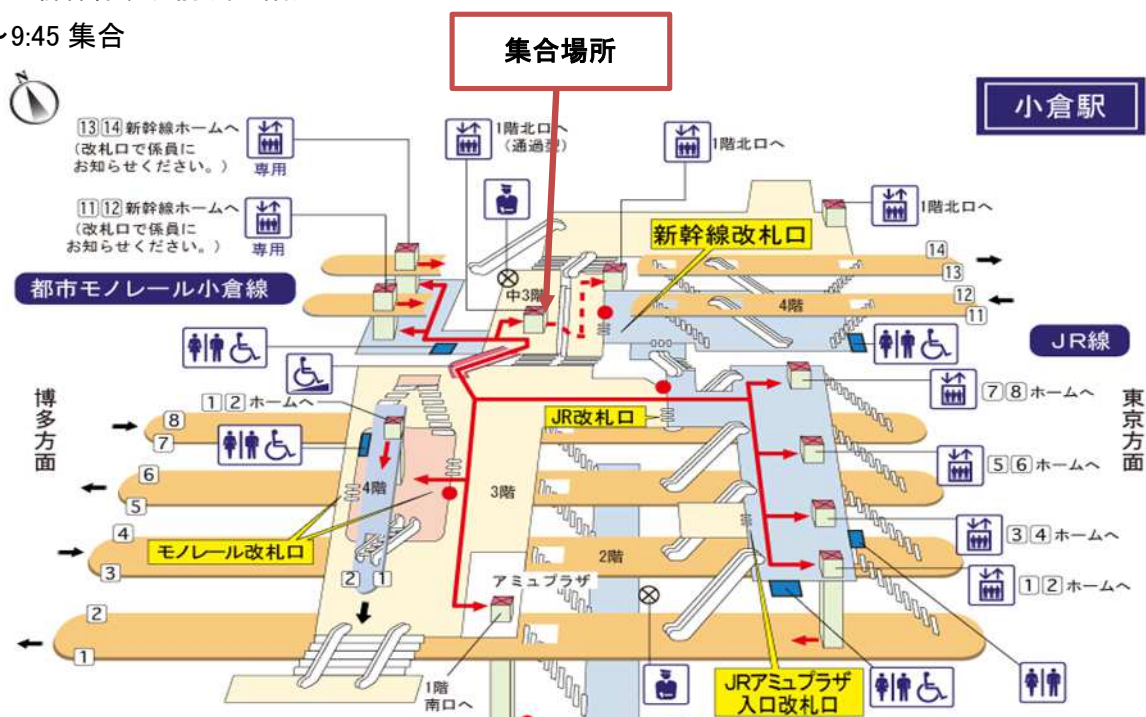 ～9:45 集合
集合場所
小倉駅
N
13 14 新幹線ホームへ
(改札口で係員に
お知らせください。)
専用
1階北口へ
(通過型)
1階北口へ
1階北口へ
11 12 新幹線ホームへ
(改札口で係員に
お知らせください。)
専用
新幹線改札口
14
13
12
11
都市モノレール小倉線
中3階
4階
JR線
博多方面
東京方面
1 2 ホームへ
JR改札口
7 8 ホームへ
8
7
6
5
4階
3階
5 6 ホームへ
モノレール改札口
4
3
2階
3 4 ホームへ
2 1
アミュプラザ
1 2 ホームへ
2
1
1階
南口へ
JRアミュプラザ
入口改札口